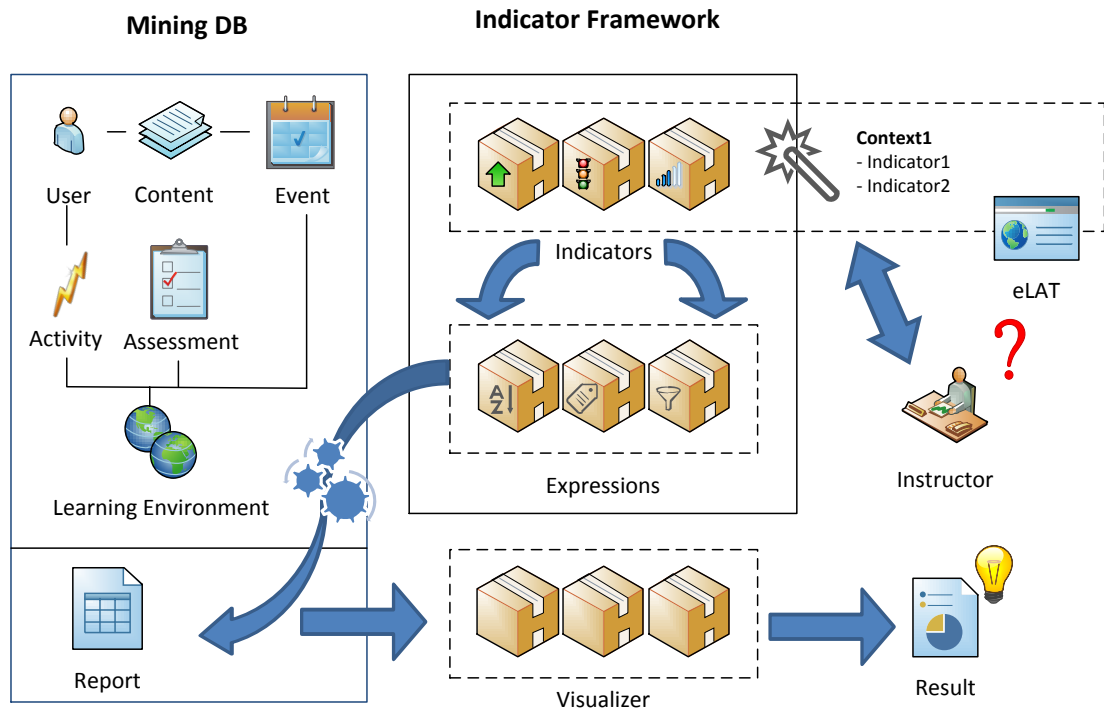 Mining DB
Indicator Framework
User
Content
Event
Activity
Assessment
Learning Environment
Report
Indicators
A
Z
Expressions
Visualizer
Context1
- Indicator1
- Indicator2
eLAT
?
Instructor
Result